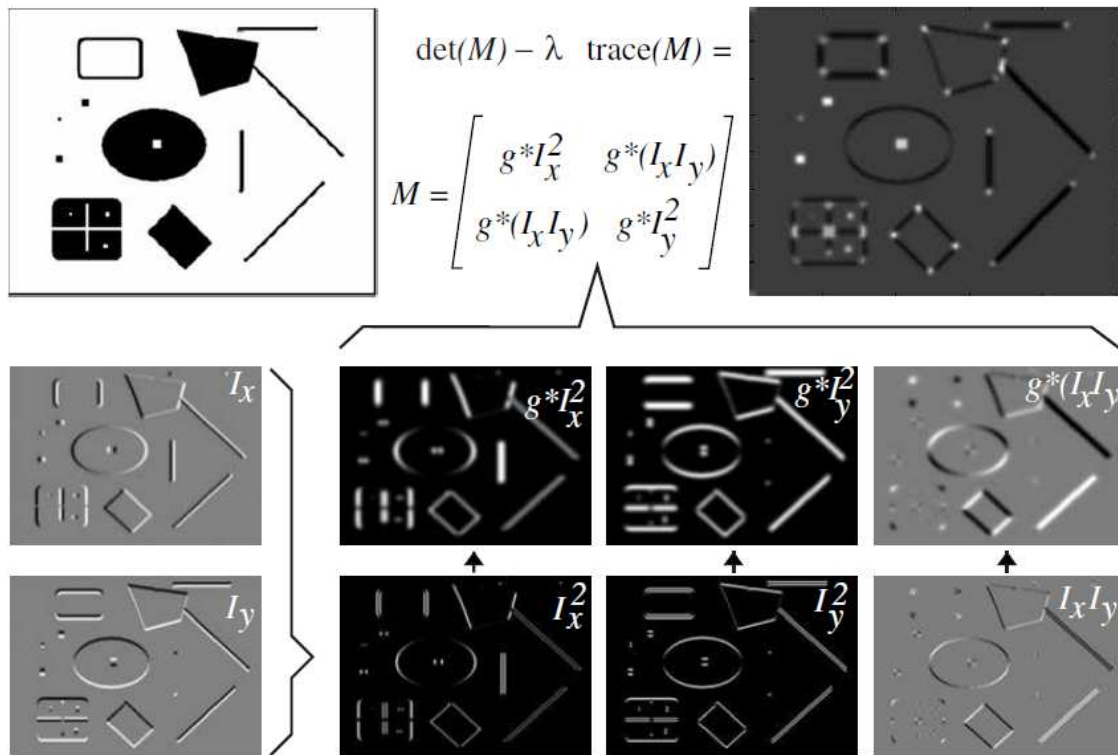 det(M) − λ trace(M) =
M = [ g*I_x^2 g*(I_xI_y)
g*(I_xI_y) g*I_y^2 ]
I_x
g*I_x^2
g*I_y^2
g*(I_xI_y)
I_y
I_x^2
I_y^2
I_xI_y